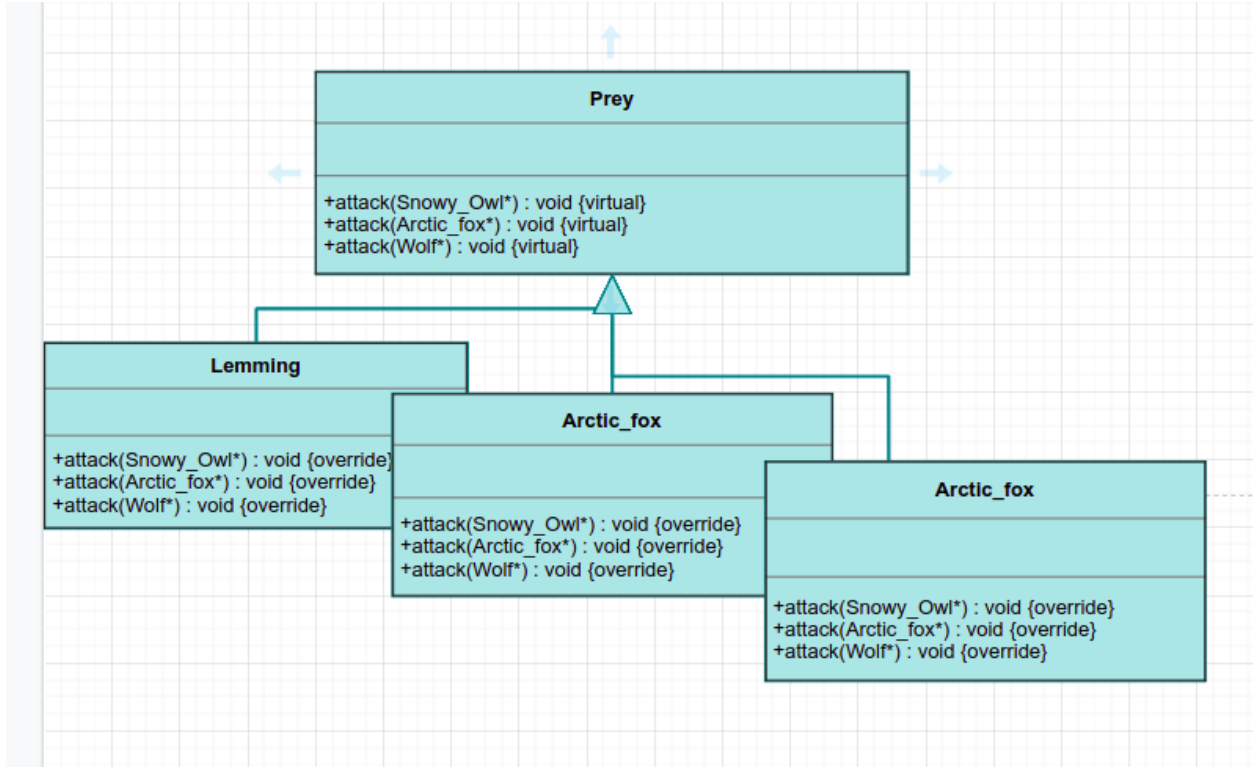 Prey
+attack(Snowy_Owl*) : void {virtual}
+attack(Arctic_fox*) : void {virtual}
+attack(Wolf*) : void {virtual}
Lemming
+attack(Snowy_Owl*) : void {override}
+attack(Arctic_fox*) : void {override}
+attack(Wolf*) : void {override}
Arctic_fox
+attack(Snowy_Owl*) : void {override}
+attack(Arctic_fox*) : void {override}
+attack(Wolf*) : void {override}
Arctic_fox
+attack(Snowy_Owl*) : void {override}
+attack(Arctic_fox*) : void {override}
+attack(Wolf*) : void {override}